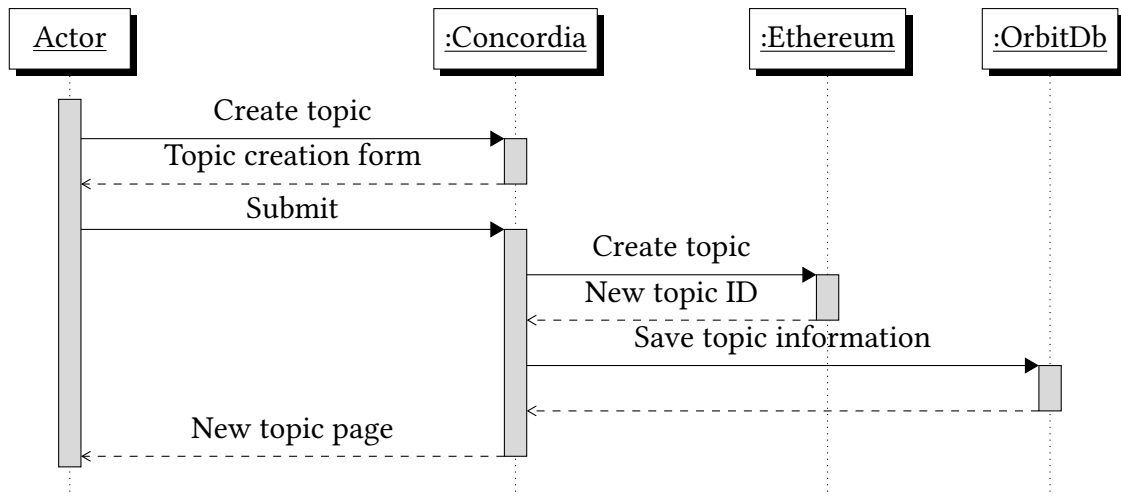 Actor
:Concordia
:Ethereum
:OrbitDb
Create topic
Topic creation form
Submit
Create topic
New topic ID
Save topic information
New topic page